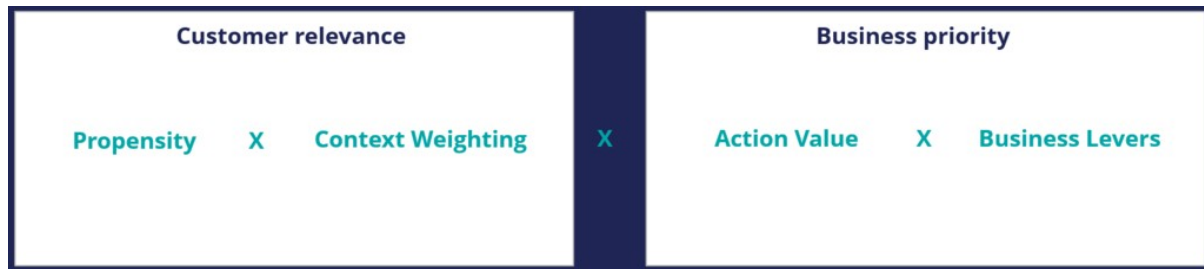 Customer relevance
Business priority
Propensity X Context Weighting X Action Value X Business Levers